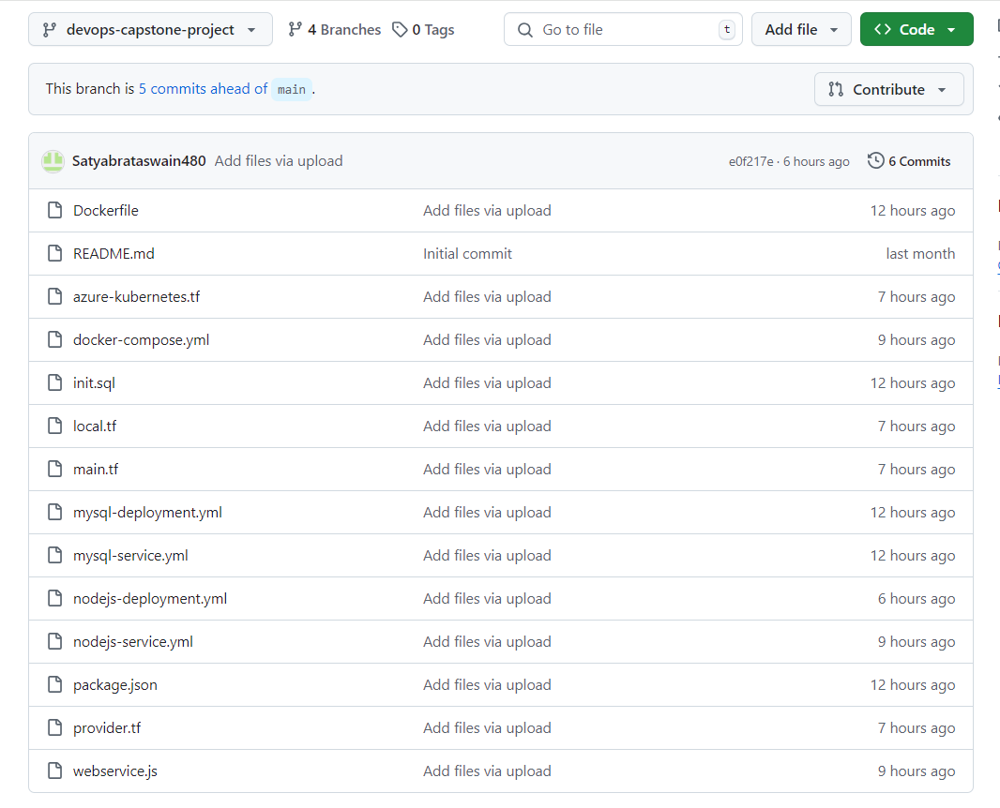 devops-capstone-project 4 Branches 0 Tags Go to file t Add file Code
This branch is 5 commits ahead of main . Contribute
Satyabrataswain480 Add files via upload e0f217e · 6 hours ago 6 Commits
Dockerfile Add files via upload 12 hours ago
README.md Initial commit last month
azure-kubernetes.tf Add files via upload 7 hours ago
docker-compose.yml Add files via upload 9 hours ago
init.sql Add files via upload 12 hours ago
local.tf Add files via upload 7 hours ago
main.tf Add files via upload 7 hours ago
mysql-deployment.yml Add files via upload 12 hours ago
mysql-service.yml Add files via upload 12 hours ago
nodejs-deployment.yml Add files via upload 6 hours ago
nodejs-service.yml Add files via upload 9 hours ago
package.json Add files via upload 12 hours ago
provider.tf Add files via upload 7 hours ago
webservice.js Add files via upload 9 hours ago